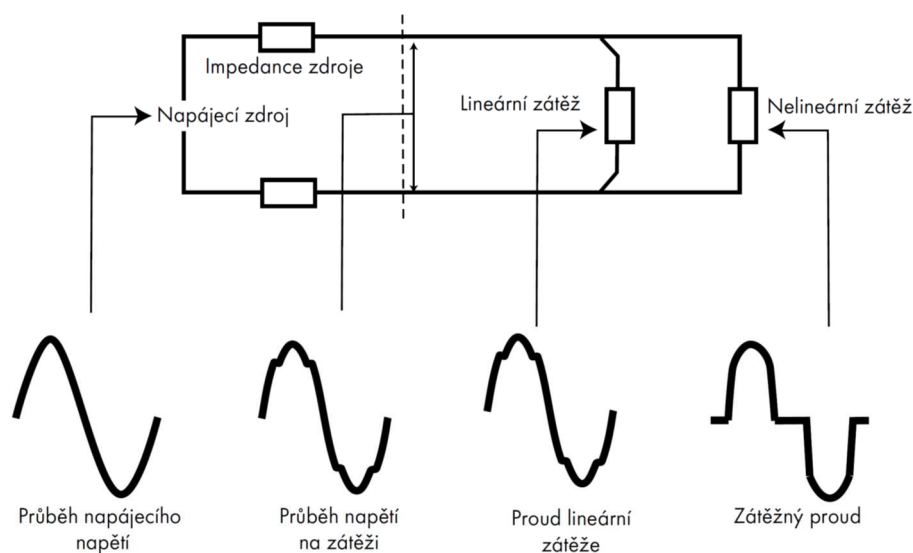 Impedance zdroje
Napájecí zdroj
Lineární zátěž
Nelineární zátěž
Průběh napájecího
napětí
Průběh napětí
na zátěži
Proud lineární
zátěže
Zátěžný proud